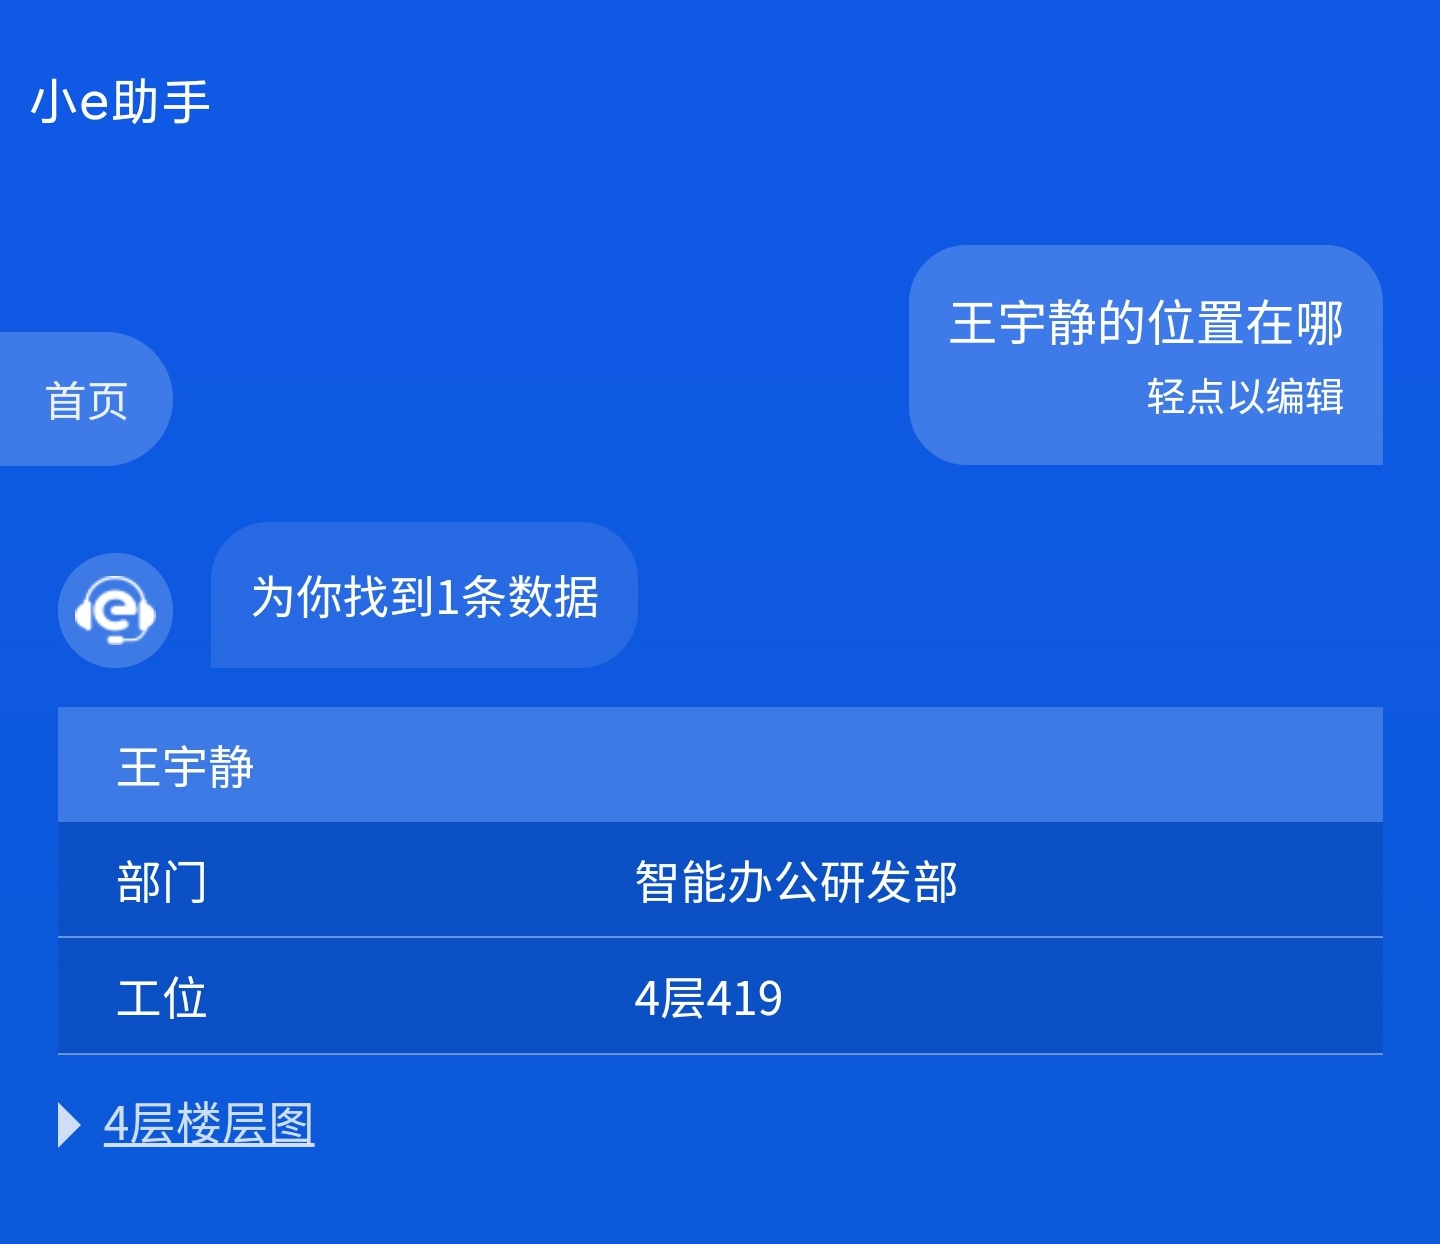 小e助手
王宇静的位置在哪
轻点以编辑
首页
为你找到1条数据
王宇静
部门 智能办公研发部
工位 4层419
4层楼层图